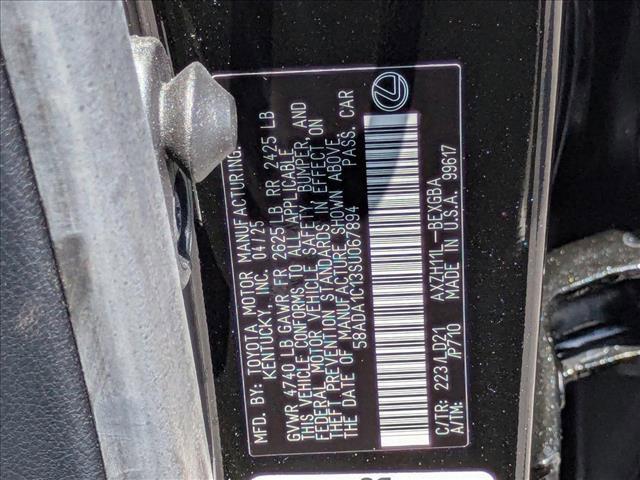 MFD. BY: TOYOTA MOTOR MANUFACTURING
KENTUCKY, INC. 04/25
GVWR 4740 LB GAWR FR 2625 LB RR 2425 LB
THIS VEHICLE CONFORMS TO ALL APPLICABLE
FEDERAL MOTOR VEHICLE SAFETY, BUMPER, AND
THEFT PREVENTION STANDARDS IN EFFECT ON
THE DATE OF MANUFACTURE SHOWN ABOVE.
58ADA1C13SU067894 PASS. CAR
C/TR: 223/LD21 AXZH11L-BEXGBA
A/TM: /P710 MADE IN U.S.A. 99617